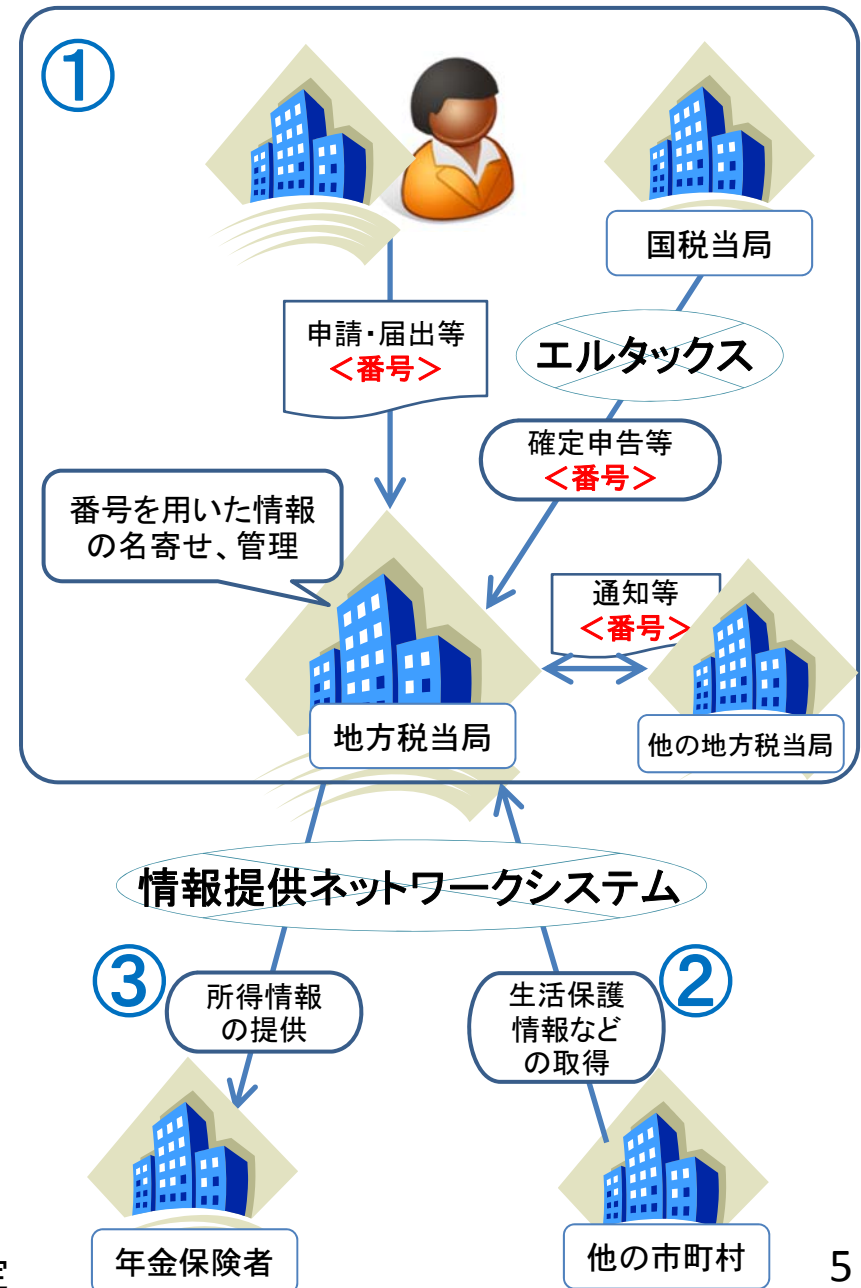 ①
国税当局
申請・届出等
＜番号＞
エルタックス
確定申告等
＜番号＞
番号を用いた情報
の名寄せ、管理
通知等
＜番号＞
地方税当局
他の地方税当局
情報提供ネットワークシステム
③
所得情報
の提供
生活保護
情報など
の取得
②
年金保険者
他の市町村
5